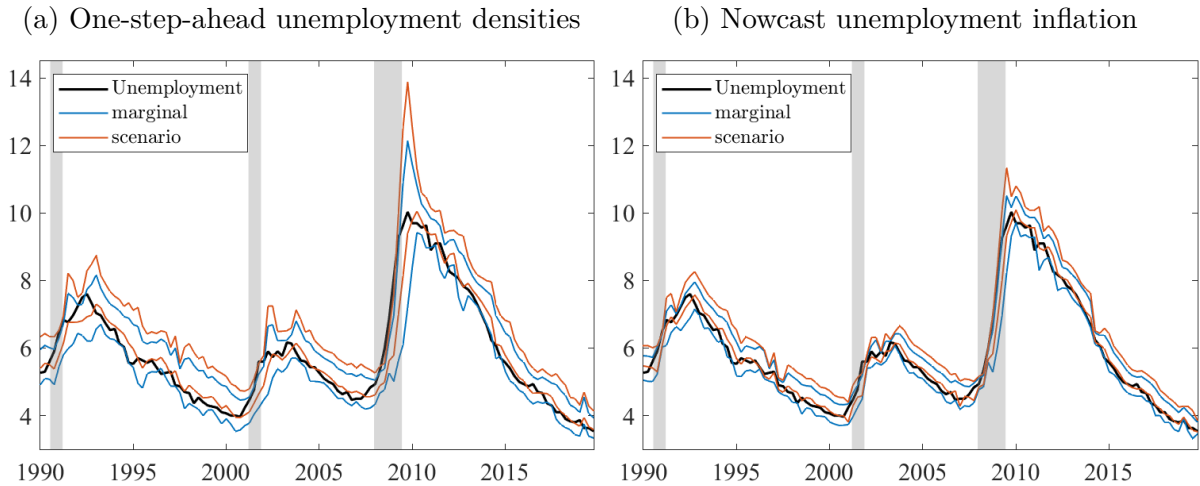 (a) One-step-ahead unemployment densities
14
12
10
8
6
4
1990 1995 2000 2005 2010 2015
Unemployment
marginal
scenario
(b) Nowcast unemployment inflation
14
12
10
8
6
4
1990 1995 2000 2005 2010 2015
Unemployment
marginal
scenario